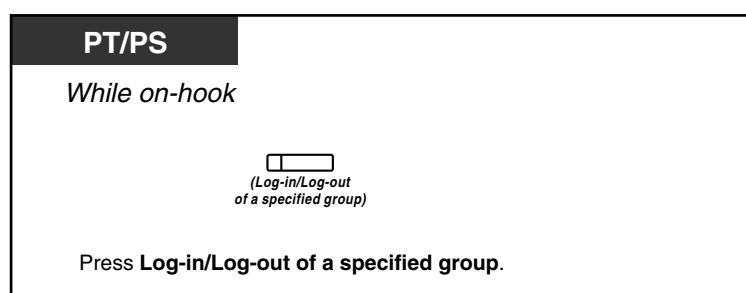 PT/PS
While on-hook
(Log-in/Log-out
of a specified group)
Press Log-in/Log-out of a specified group.